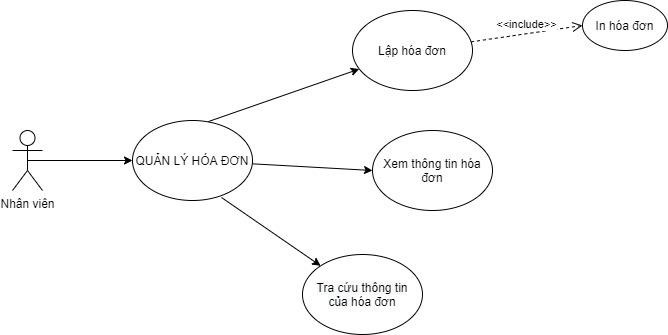 Lập hóa đơn
<<include>>
In hóa đơn
QUẢN LÝ HÓA ĐƠN
Nhân viên
Xem thông tin hóa
đơn
Tra cứu thông tin
của hóa đơn